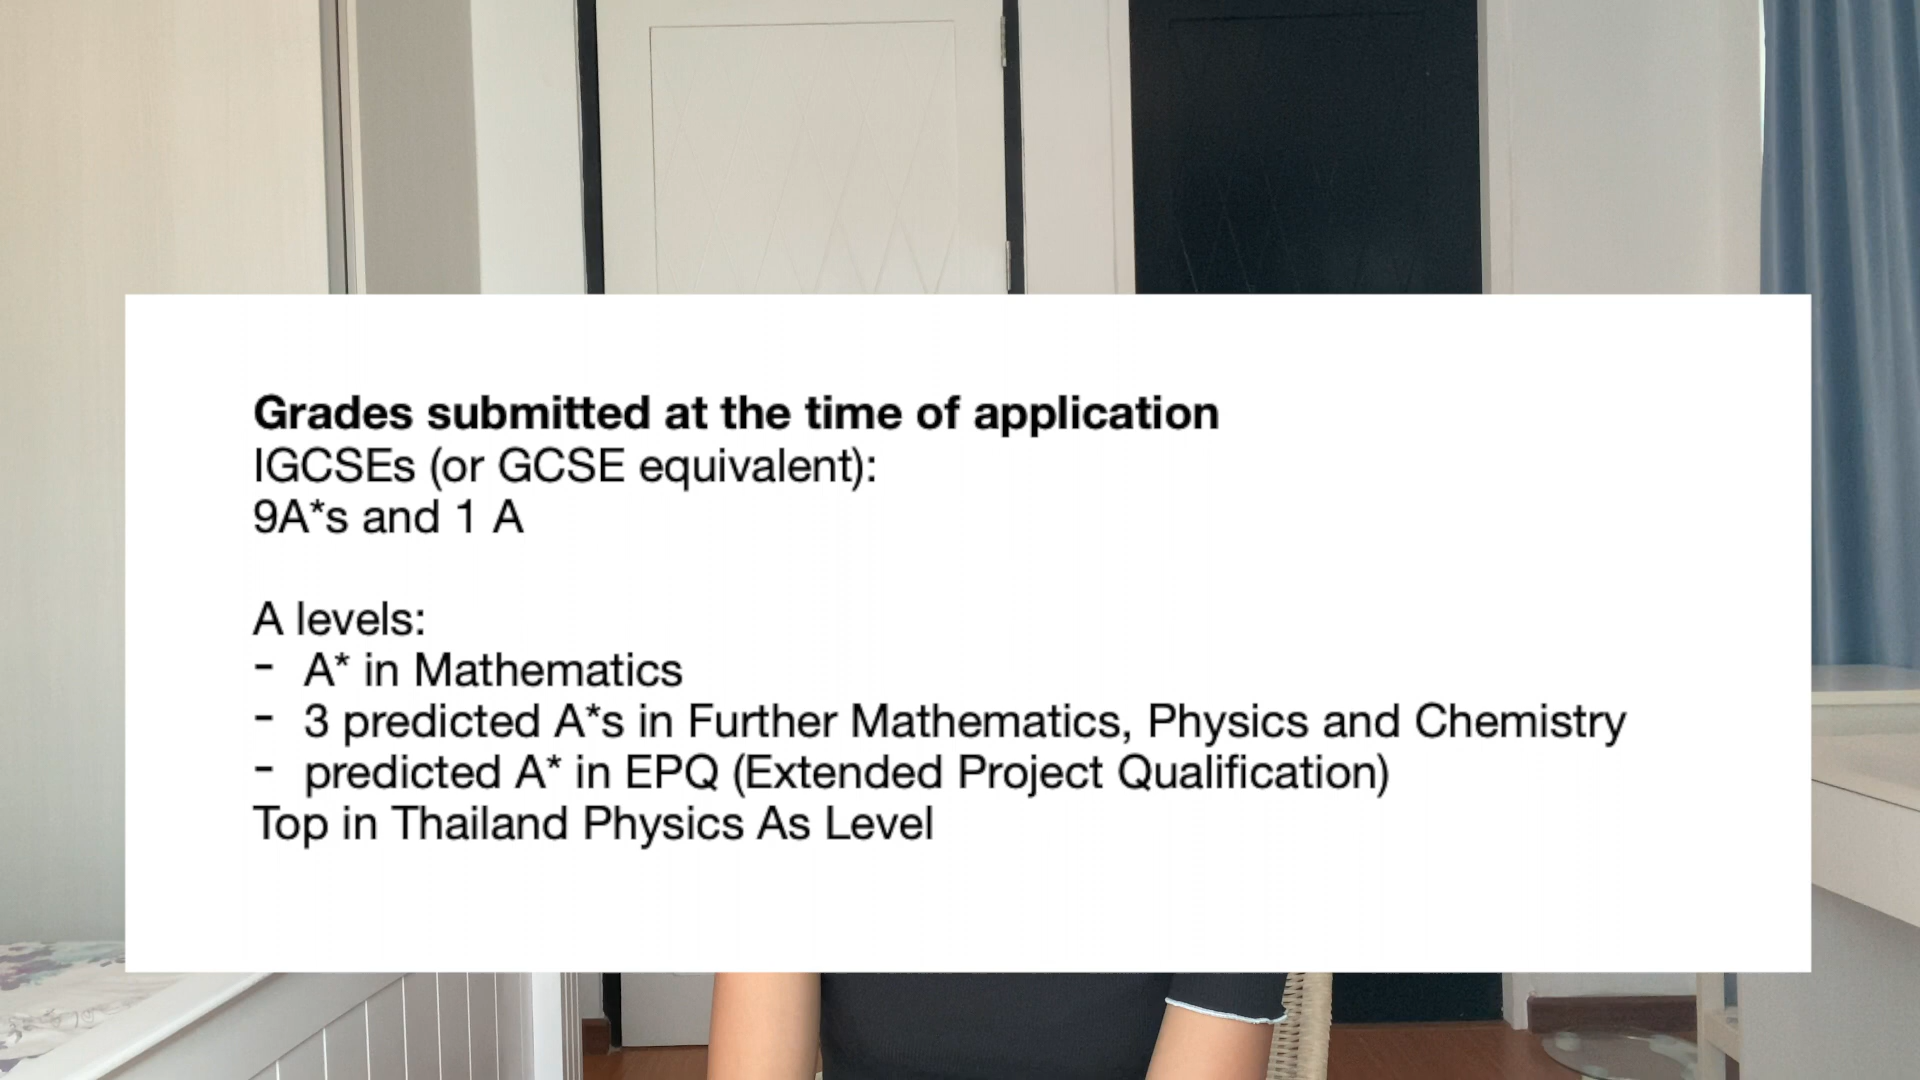 Grades submitted at the time of application
IGCSEs (or GCSE equivalent):
9A*s and 1 A
A levels:
- A* in Mathematics
- 3 predicted A*s in Further Mathematics, Physics and Chemistry
- predicted A* in EPQ (Extended Project Qualification)
Top in Thailand Physics As Level